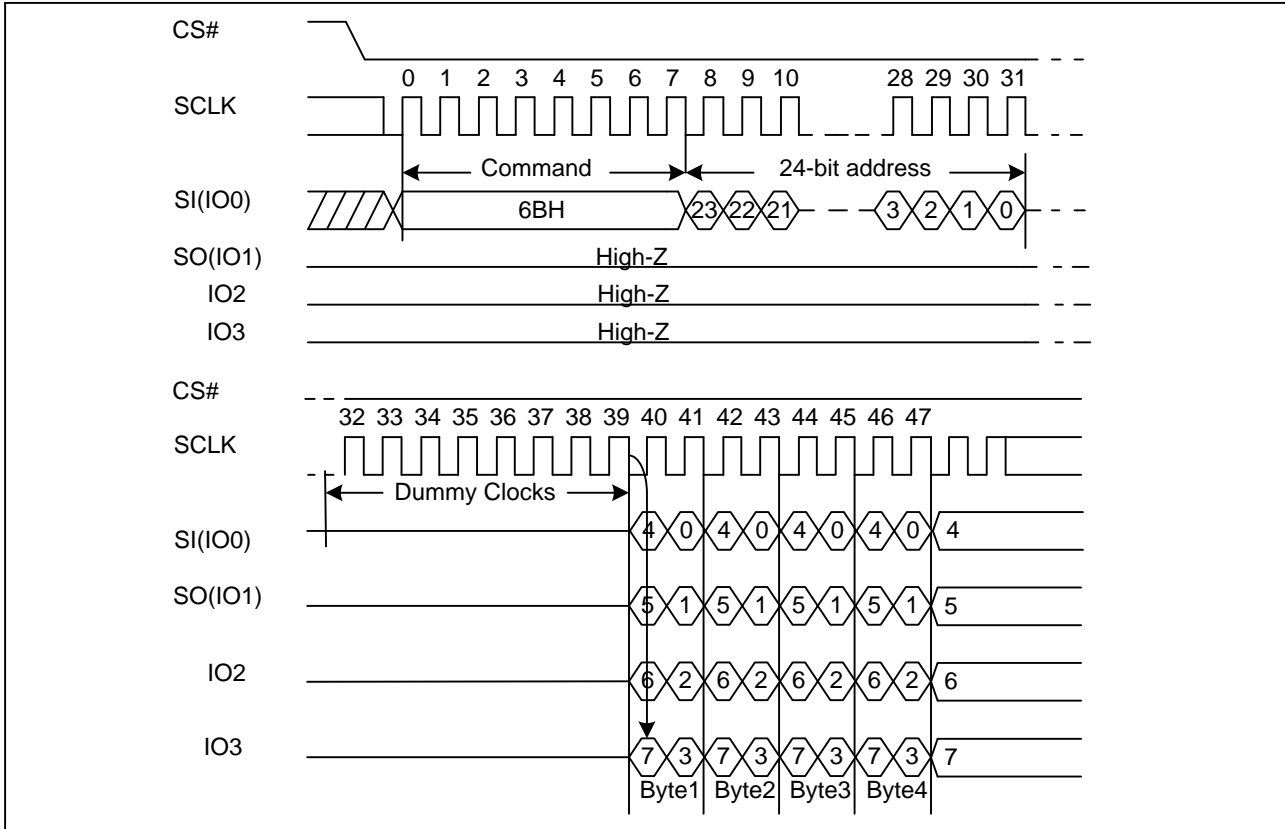 CS#
0 1 2 3 4 5 6 7 8 9 10 28 29 30 31
SCLK
Command 24-bit address
SI(IO0) 6BH 23 22 21 3 2 1 0
SO(IO1) High-Z
IO2 High-Z
IO3 High-Z
CS#
32 33 34 35 36 37 38 39 40 41 42 43 44 45 46 47
SCLK
Dummy Clocks
SI(IO0) 4 0 4 0 4 0 4 0 4
SO(IO1) 5 1 5 1 5 1 5 1 5
IO2 6 2 6 2 6 2 6 2 6
IO3 7 3 7 3 7 3 7 3 7
Byte1 Byte2 Byte3 Byte4